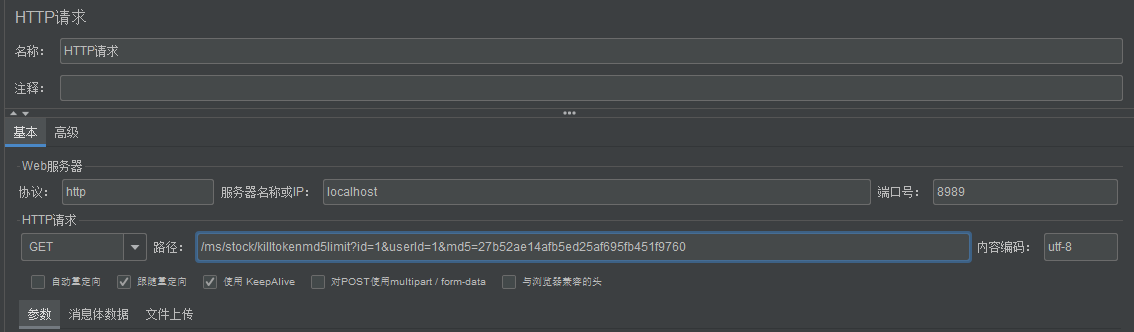 HTTP请求
名称： HTTP请求
注释：
基本 高级
Web服务器
协议： http 服务器名称或IP： localhost 端口号： 8989
HTTP请求
GET 路径： /ms/stock/killtokenmd5limit?id=1&userId=1&md5=27b52ae14afb5ed25af695fb451f9760 内容编码： utf-8
自动重定向 跟随重定向 使用 KeepAlive 对POST使用multipart / form-data 与浏览器兼容的头
参数 消息体数据 文件上传